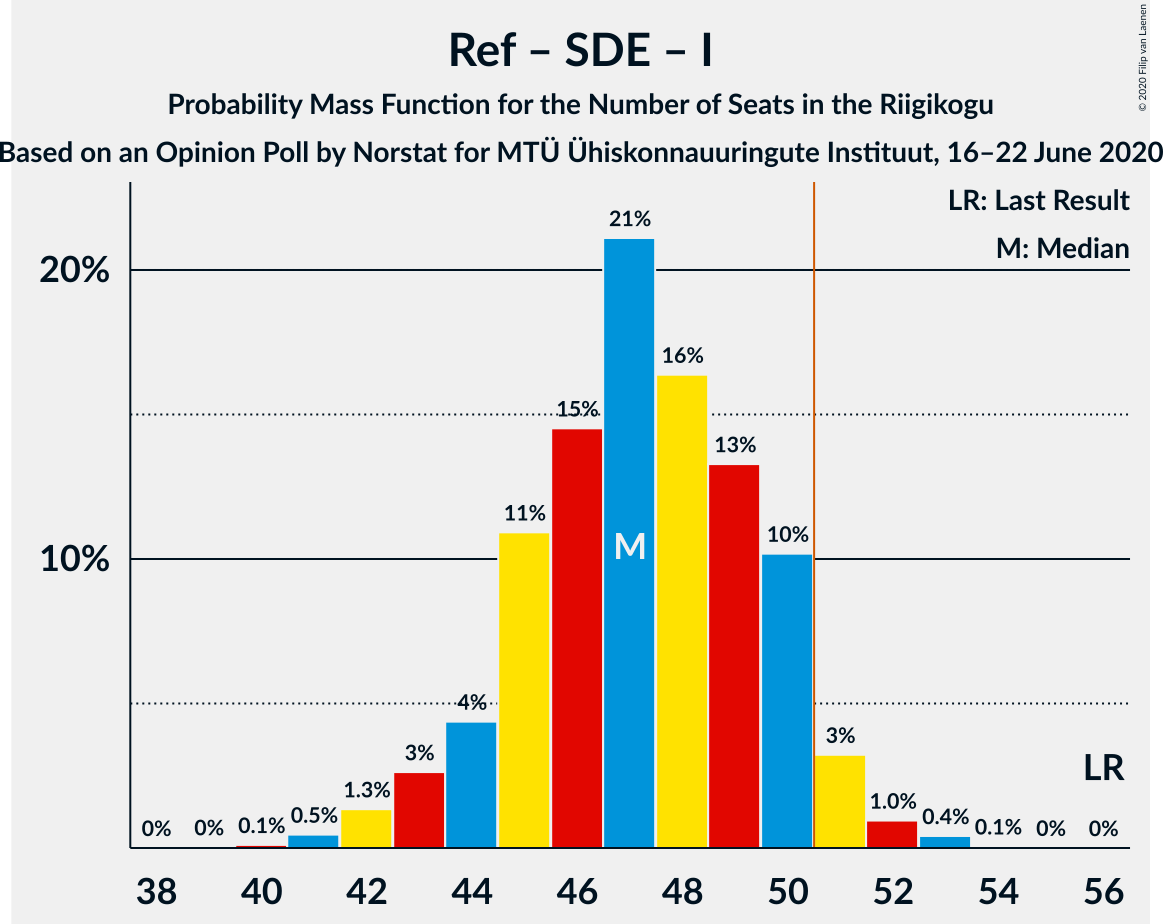 Ref – SDE – I
Probability Mass Function for the Number of Seats in the Riigikogu
Based on an Opinion Poll by Norstat for MTÜ Ühiskonnauuringute Instituut, 16–22 June 2020
© 2020 Filip van Laenen
LR: Last Result
M: Median
20%
10%
0%
0%
0.1%
0.5%
1.3%
3%
4%
11%
15%
21%
16%
13%
10%
3%
1.0%
0.4%
0.1%
0%
0%
M
LR
38 40 42 44 46 48 50 52 54 56